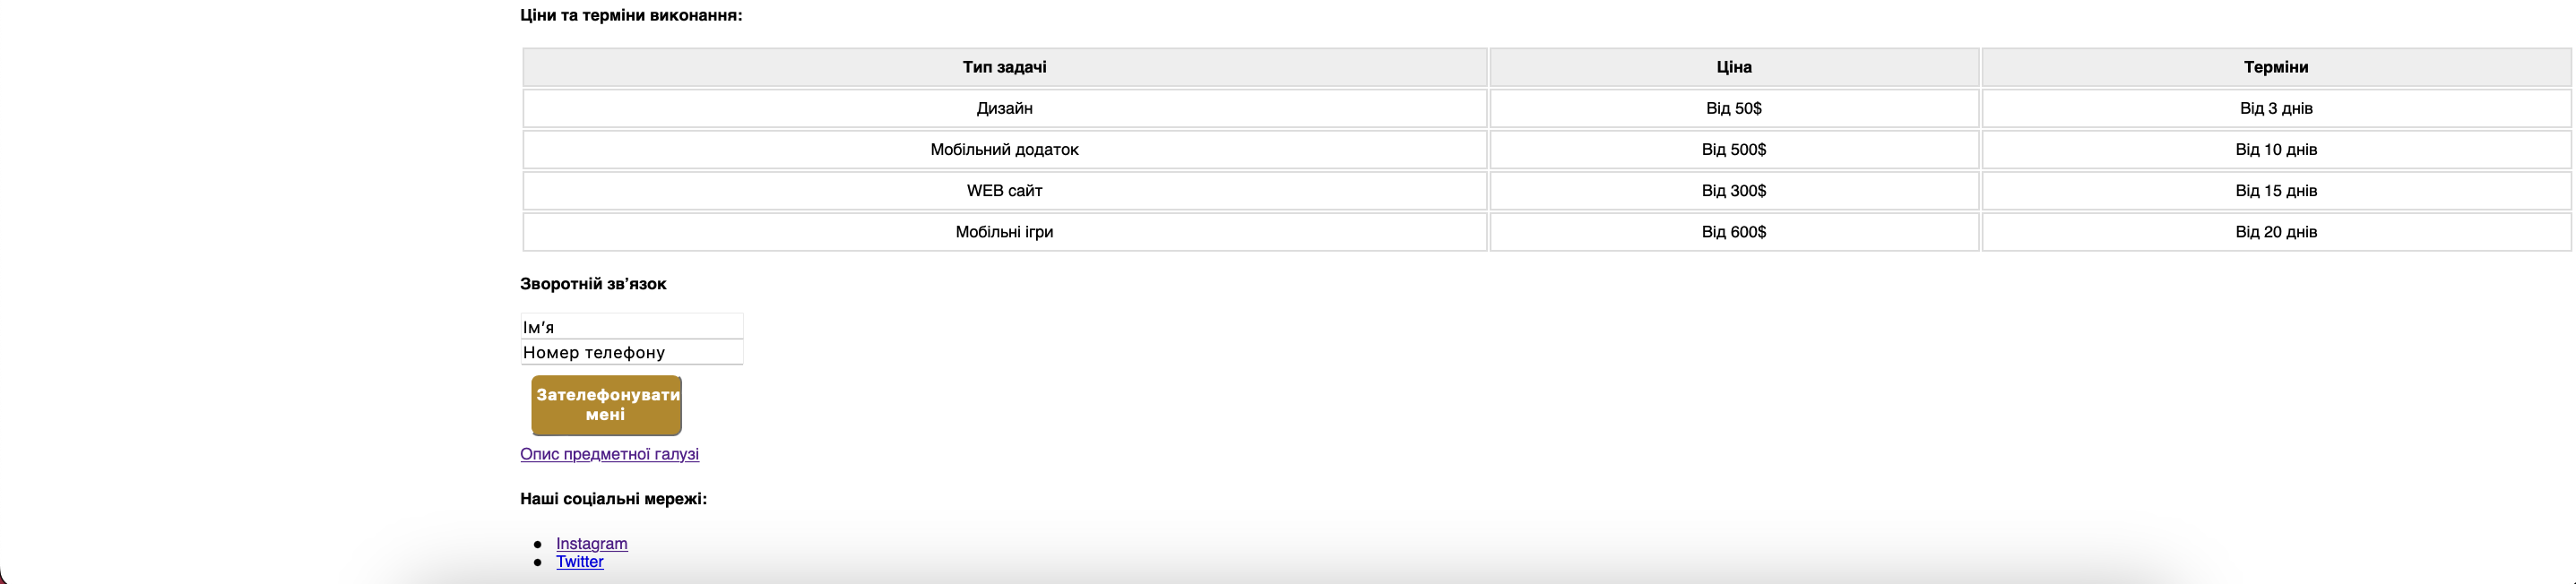 Ціни та терміни виконання:
Тип задачі Ціна Терміни
Дизайн Від 50$ Від 3 днів
Мобільний додаток Від 500$ Від 10 днів
WEB сайт Від 300$ Від 15 днів
Мобільні ігри Від 600$ Від 20 днів
Зворотній зв’язок
Ім’я
Номер телефону
Зателефонувати
мені
Опис предметної галузі
Наші соціальні мережі:
Instagram
Twitter